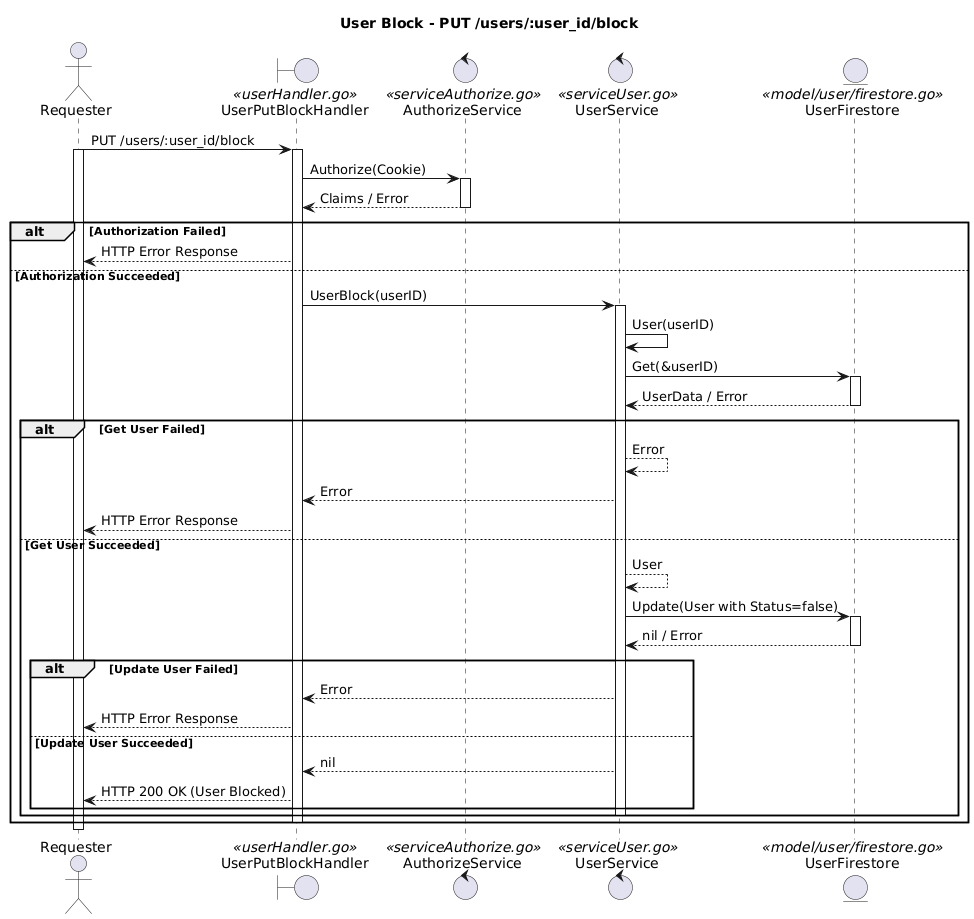 User Block - PUT /users/:user_id/block
Requester
«userHandler.go»
UserPutBlockHandler
«serviceAuthorize.go»
AuthorizeService
«serviceUser.go»
UserService
«model/user/firestore.go»
UserFirestore
PUT /users/:user_id/block
Authorize(Cookie)
Claims / Error
alt [Authorization Failed]
HTTP Error Response
[Authorization Succeeded]
UserBlock(userID)
User(userID)
Get(&userID)
UserData / Error
alt [Get User Failed]
Error
Error
HTTP Error Response
[Get User Succeeded]
User
Update(User with Status=false)
nil / Error
alt [Update User Failed]
Error
HTTP Error Response
[Update User Succeeded]
nil
HTTP 200 OK (User Blocked)
Requester
«userHandler.go»
UserPutBlockHandler
«serviceAuthorize.go»
AuthorizeService
«serviceUser.go»
UserService
«model/user/firestore.go»
UserFirestore